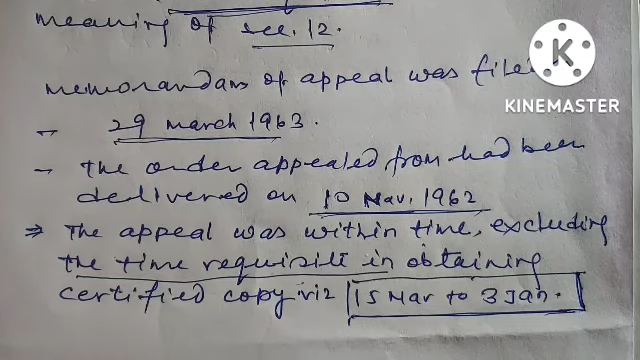 meaning of sec. 12.
memorandam of appeal was filed
- 29 march 1963.
- The order appealed from had been
delivered on 10 Nov. 1962
⇒ The appeal was within time, excluding
the time requisite in obtaining
certified copy viz 15 Nov to 3 Jan.
K
KINEMASTER